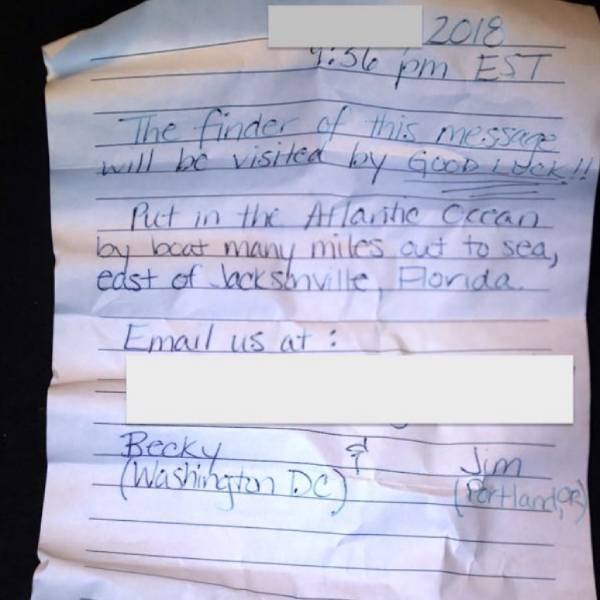 2018
9:56 pm EST
The finder of this message
will be visited by GOOD LUCK!!
Put in the Atlantic Ocean
by boat many miles out to sea,
east of Jacksonville, Florida.
Email us at :
Becky & Jim
(Washington DC) (Portland, OR)